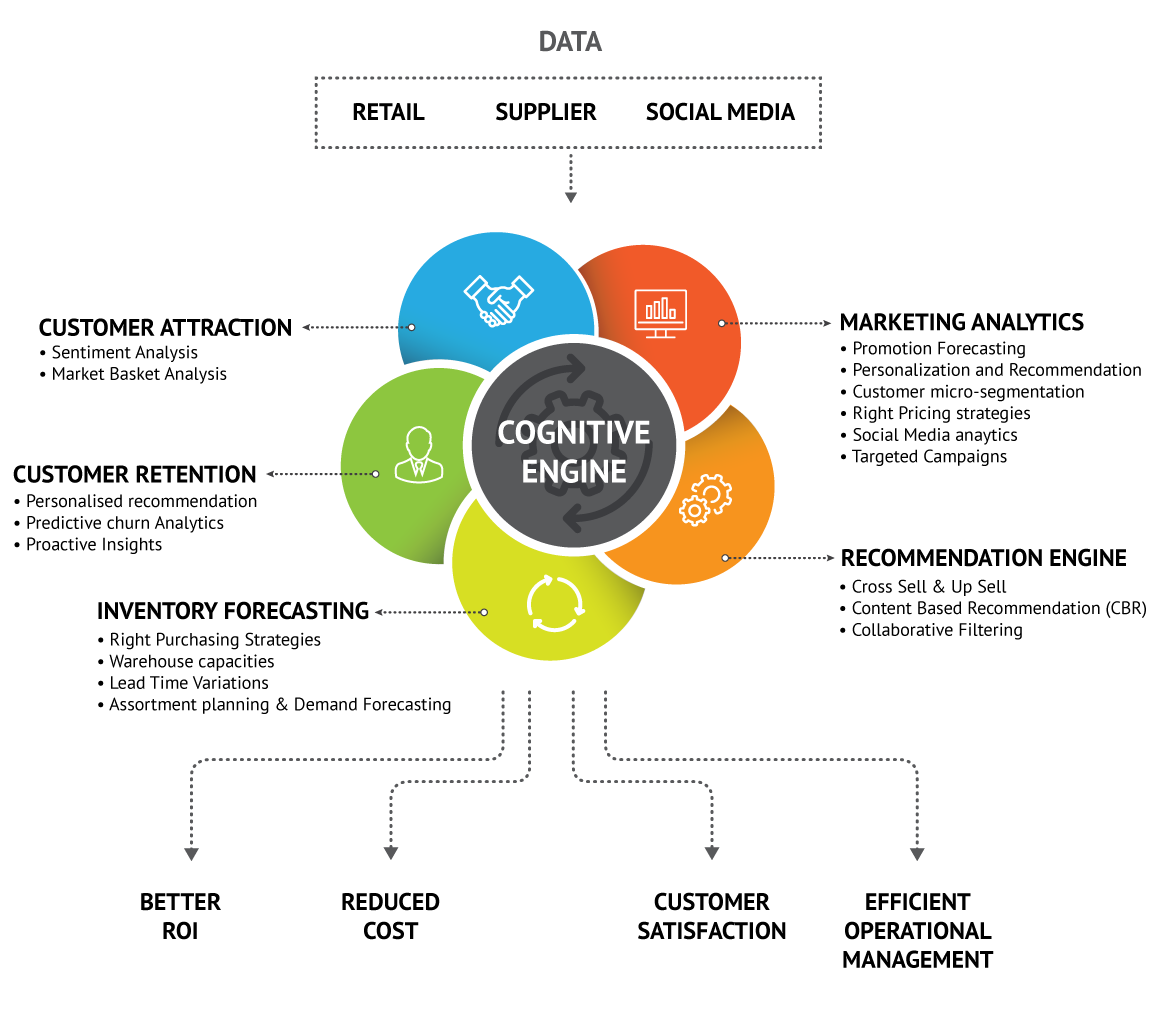 DATA
RETAIL SUPPLIER SOCIAL MEDIA
CUSTOMER ATTRACTION
• Sentiment Analysis
• Market Basket Analysis
MARKETING ANALYTICS
• Promotion Forecasting
• Personalization and Recommendation
• Customer micro-segmentation
• Right Pricing strategies
• Social Media anaytics
• Targeted Campaigns
COGNITIVE
ENGINE
CUSTOMER RETENTION
• Personalised recommendation
• Predictive churn Analytics
• Proactive Insights
RECOMMENDATION ENGINE
• Cross Sell & Up Sell
• Content Based Recommendation (CBR)
• Collaborative Filtering
INVENTORY FORECASTING
• Right Purchasing Strategies
• Warehouse capacities
• Lead Time Variations
• Assortment planning & Demand Forecasting
BETTER
ROI
REDUCED
COST
CUSTOMER
SATISFACTION
EFFICIENT
OPERATIONAL
MANAGEMENT